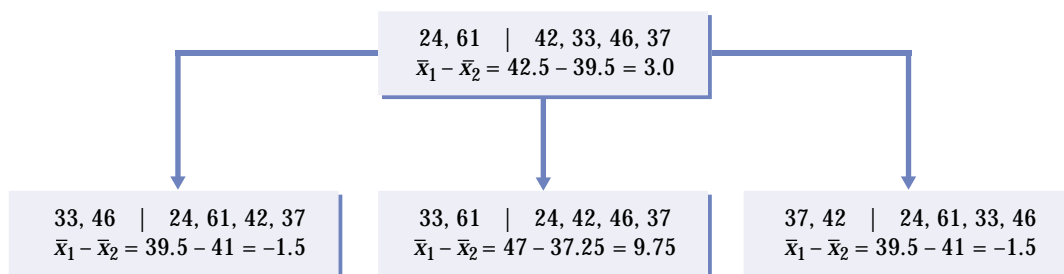 24, 61 | 42, 33, 46, 37
x̄₁ – x̄₂ = 42.5 – 39.5 = 3.0
33, 46 | 24, 61, 42, 37
x̄₁ – x̄₂ = 39.5 – 41 = –1.5
33, 61 | 24, 42, 46, 37
x̄₁ – x̄₂ = 47 – 37.25 = 9.75
37, 42 | 24, 61, 33, 46
x̄₁ – x̄₂ = 39.5 – 41 = –1.5